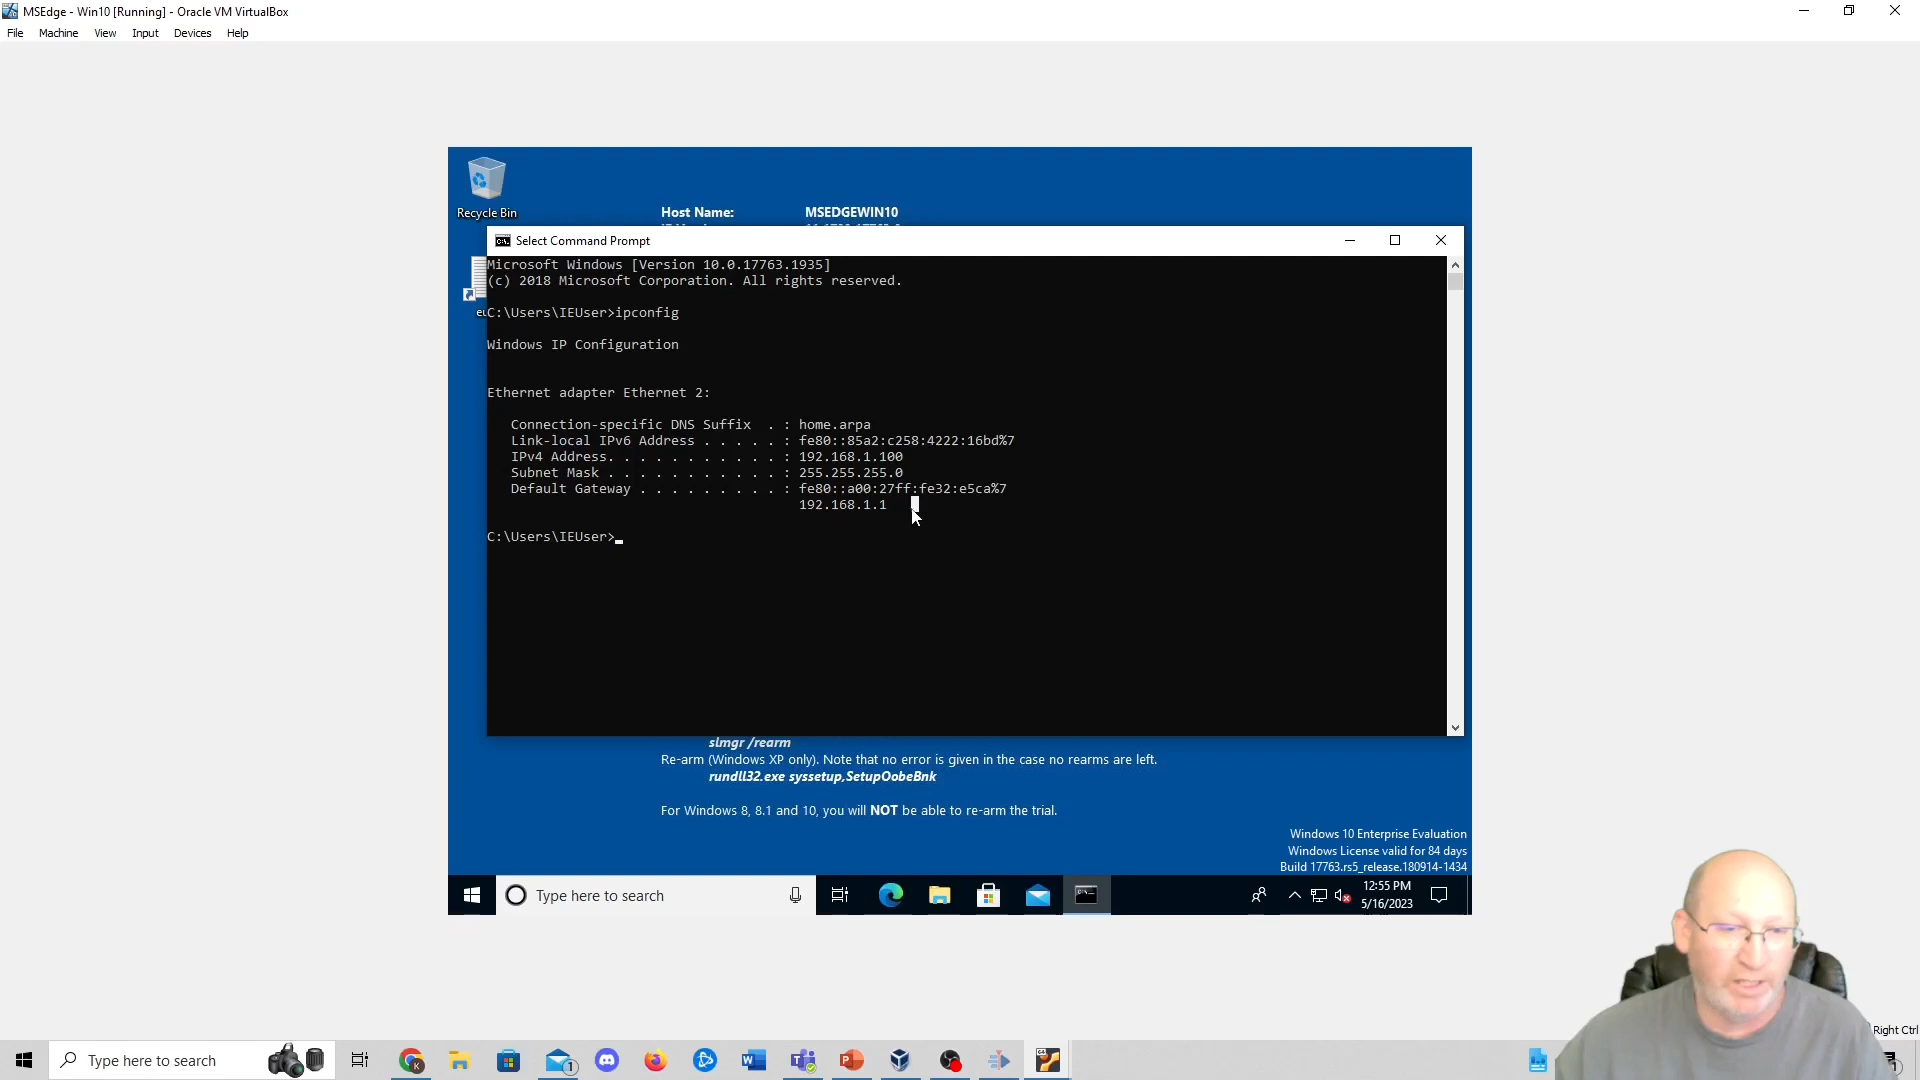 MSEdge - Win10 [Running] - Oracle VM VirtualBox
File Machine View Input Devices Help
Recycle Bin
Host Name: MSEDGEWIN10
Select Command Prompt
Microsoft Windows [Version 10.0.17763.1935]
(c) 2018 Microsoft Corporation. All rights reserved.
C:\Users\IEUser>ipconfig
Windows IP Configuration
Ethernet adapter Ethernet 2:
Connection-specific DNS Suffix . : home.arpa
Link-local IPv6 Address . . . . . : fe80::85a2:c258:4222:16bd%7
IPv4 Address. . . . . . . . . . . : 192.168.1.100
Subnet Mask . . . . . . . . . . . : 255.255.255.0
Default Gateway . . . . . . . . . : fe80::a00:27ff:fe32:e5ca%7
192.168.1.1
C:\Users\IEUser>
slmgr /rearm
Re-arm (Windows XP only). Note that no error is given in the case no rearms are left.
rundll32.exe syssetup,SetupOobeBnk
For Windows 8, 8.1 and 10, you will NOT be able to re-arm the trial.
Windows 10 Enterprise Evaluation
Windows License valid for 84 days
Build 17763.rs5_release.180914-1434
Type here to search
12:55 PM
5/16/2023
Right Ctrl
Type here to search